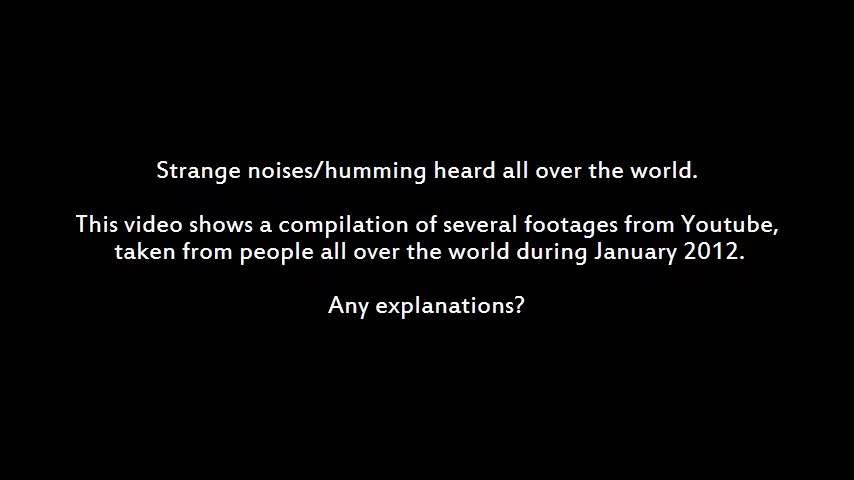 Strange noises/humming heard all over the world.
This video shows a compilation of several footages from Youtube,
taken from people all over the world during January 2012.
Any explanations?